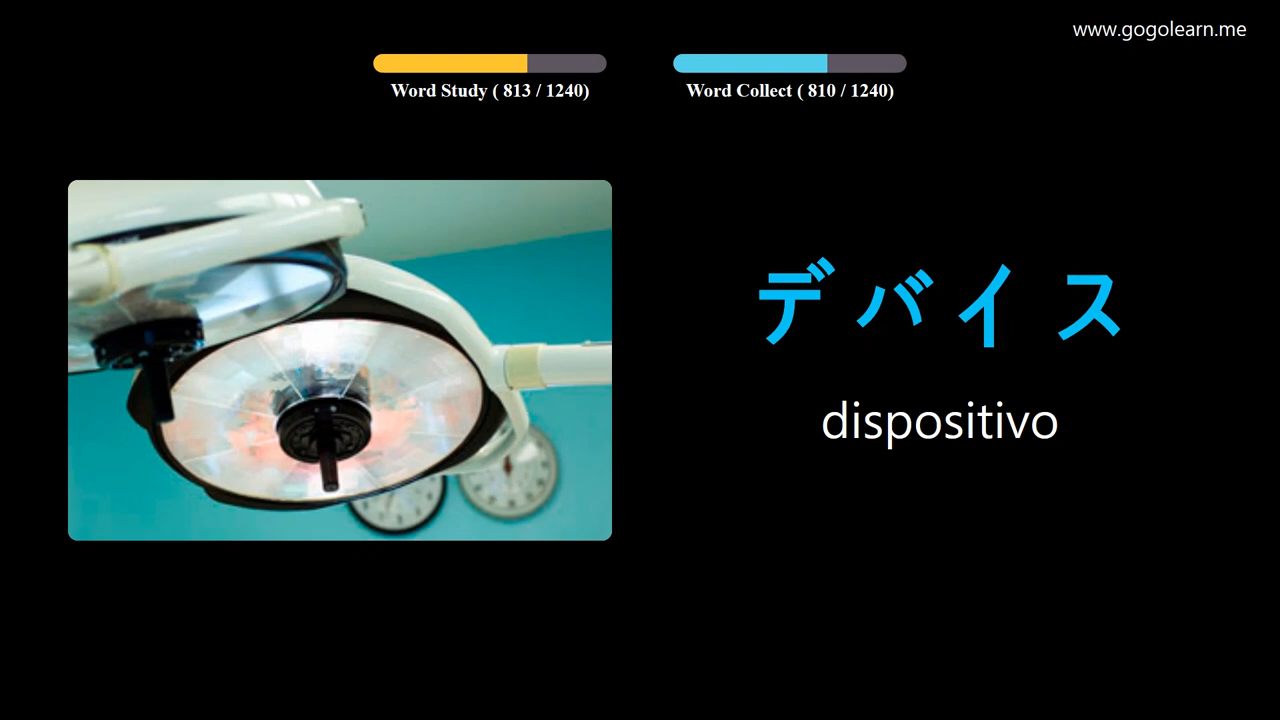 www.gogolearn.me
Word Study ( 813 / 1240)
Word Collect ( 810 / 1240)
デバイス
dispositivo